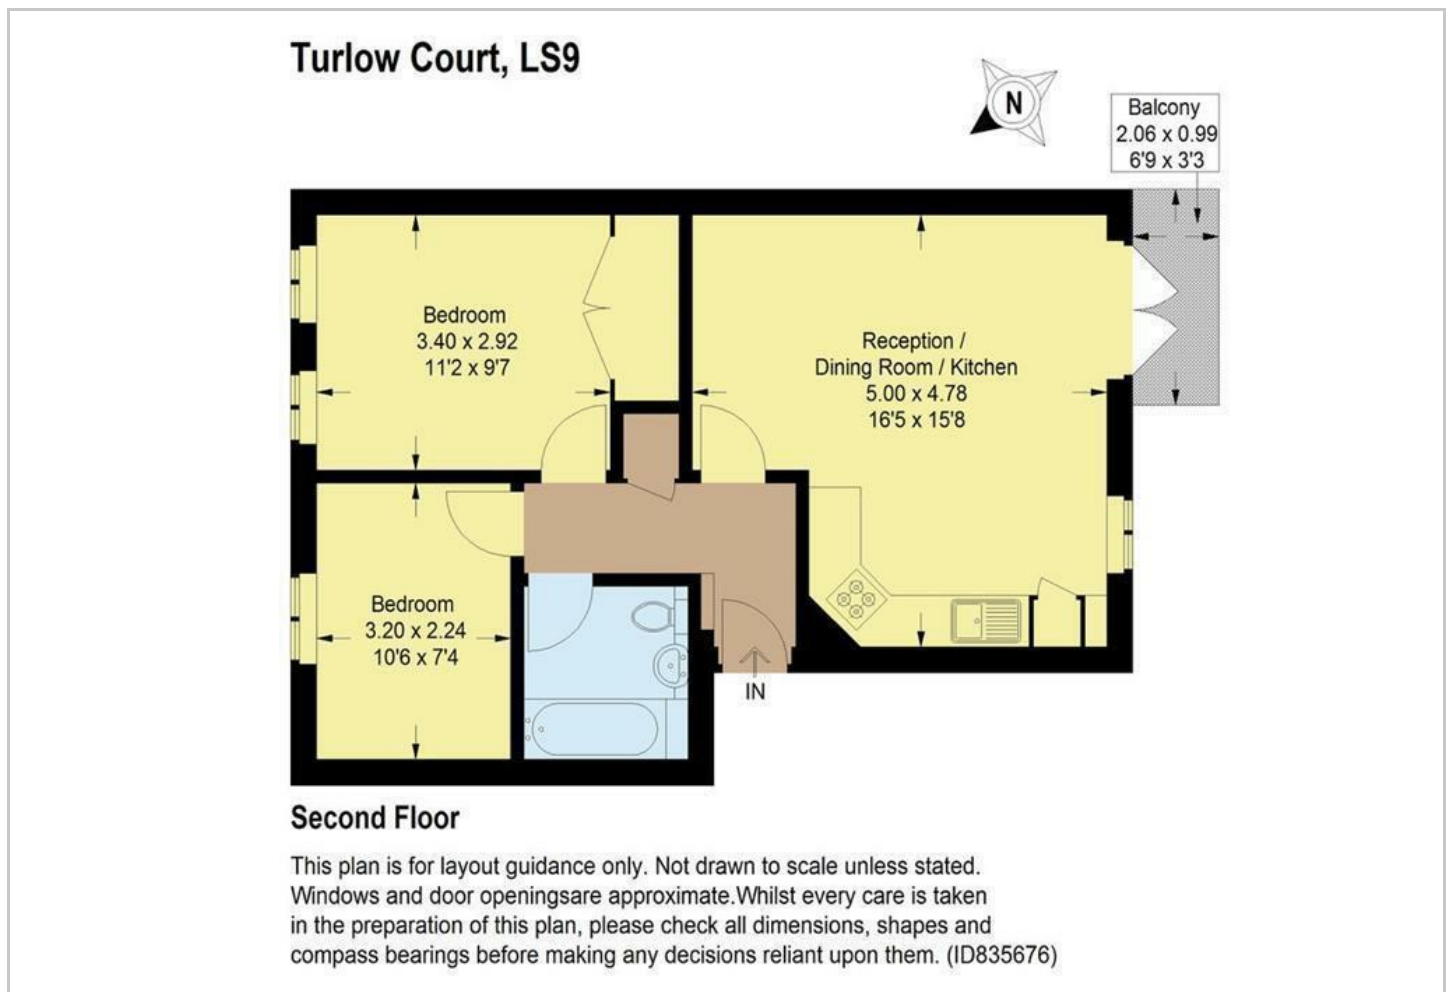 Turlow Court, LS9
N
Balcony
2.06 x 0.99
6'9 x 3'3
Bedroom
3.40 x 2.92
11'2 x 9'7
Reception /
Dining Room / Kitchen
5.00 x 4.78
16'5 x 15'8
Bedroom
3.20 x 2.24
10'6 x 7'4
IN
Second Floor
This plan is for layout guidance only. Not drawn to scale unless stated.
Windows and door openingsare approximate.Whilst every care is taken
in the preparation of this plan, please check all dimensions, shapes and
compass bearings before making any decisions reliant upon them. (ID835676)